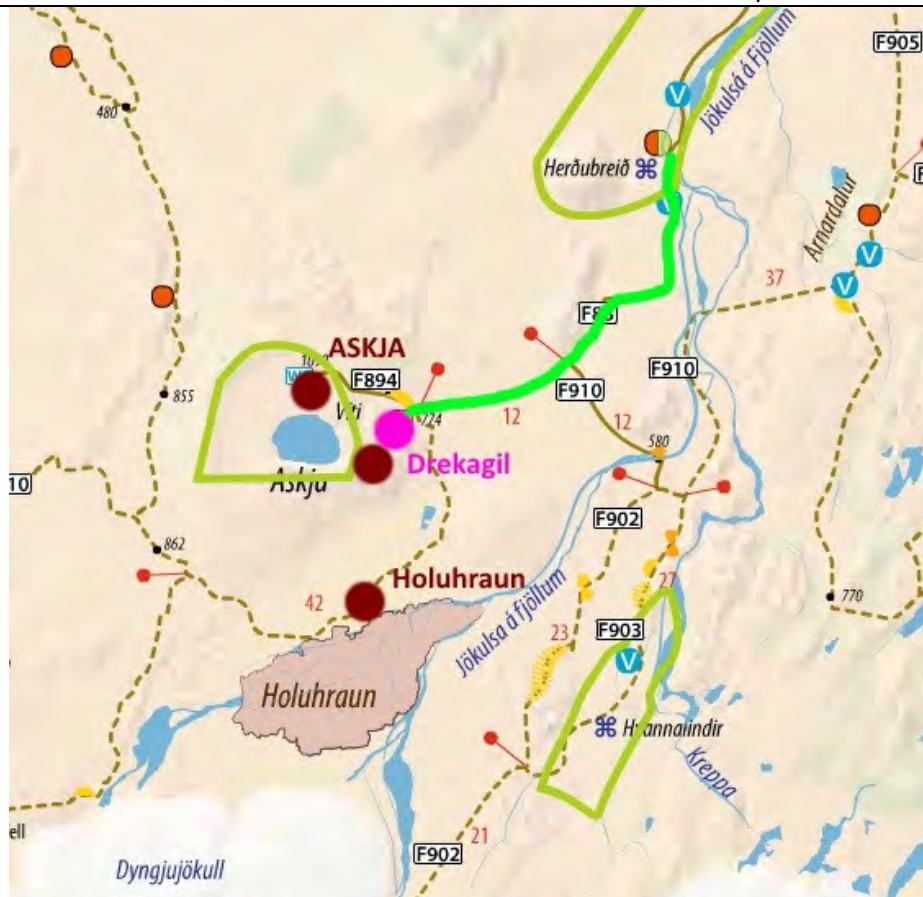 F905
Jökulsá á Fjöllum
480
V
Herðubreið ⌘
V
Arnardalur
F
V
V
37
F88
ASKJA
F910
F894
F910
Víti
855
724
12
12
580
Drekagil
Askja
10
F902
862
Holuhraun
42
27
Jökulsá á fjöllum
F903
23
V
Holuhraun
⌘ Hvannalindir
770
Kreppa
ell
21
F902
Dyngjujökull